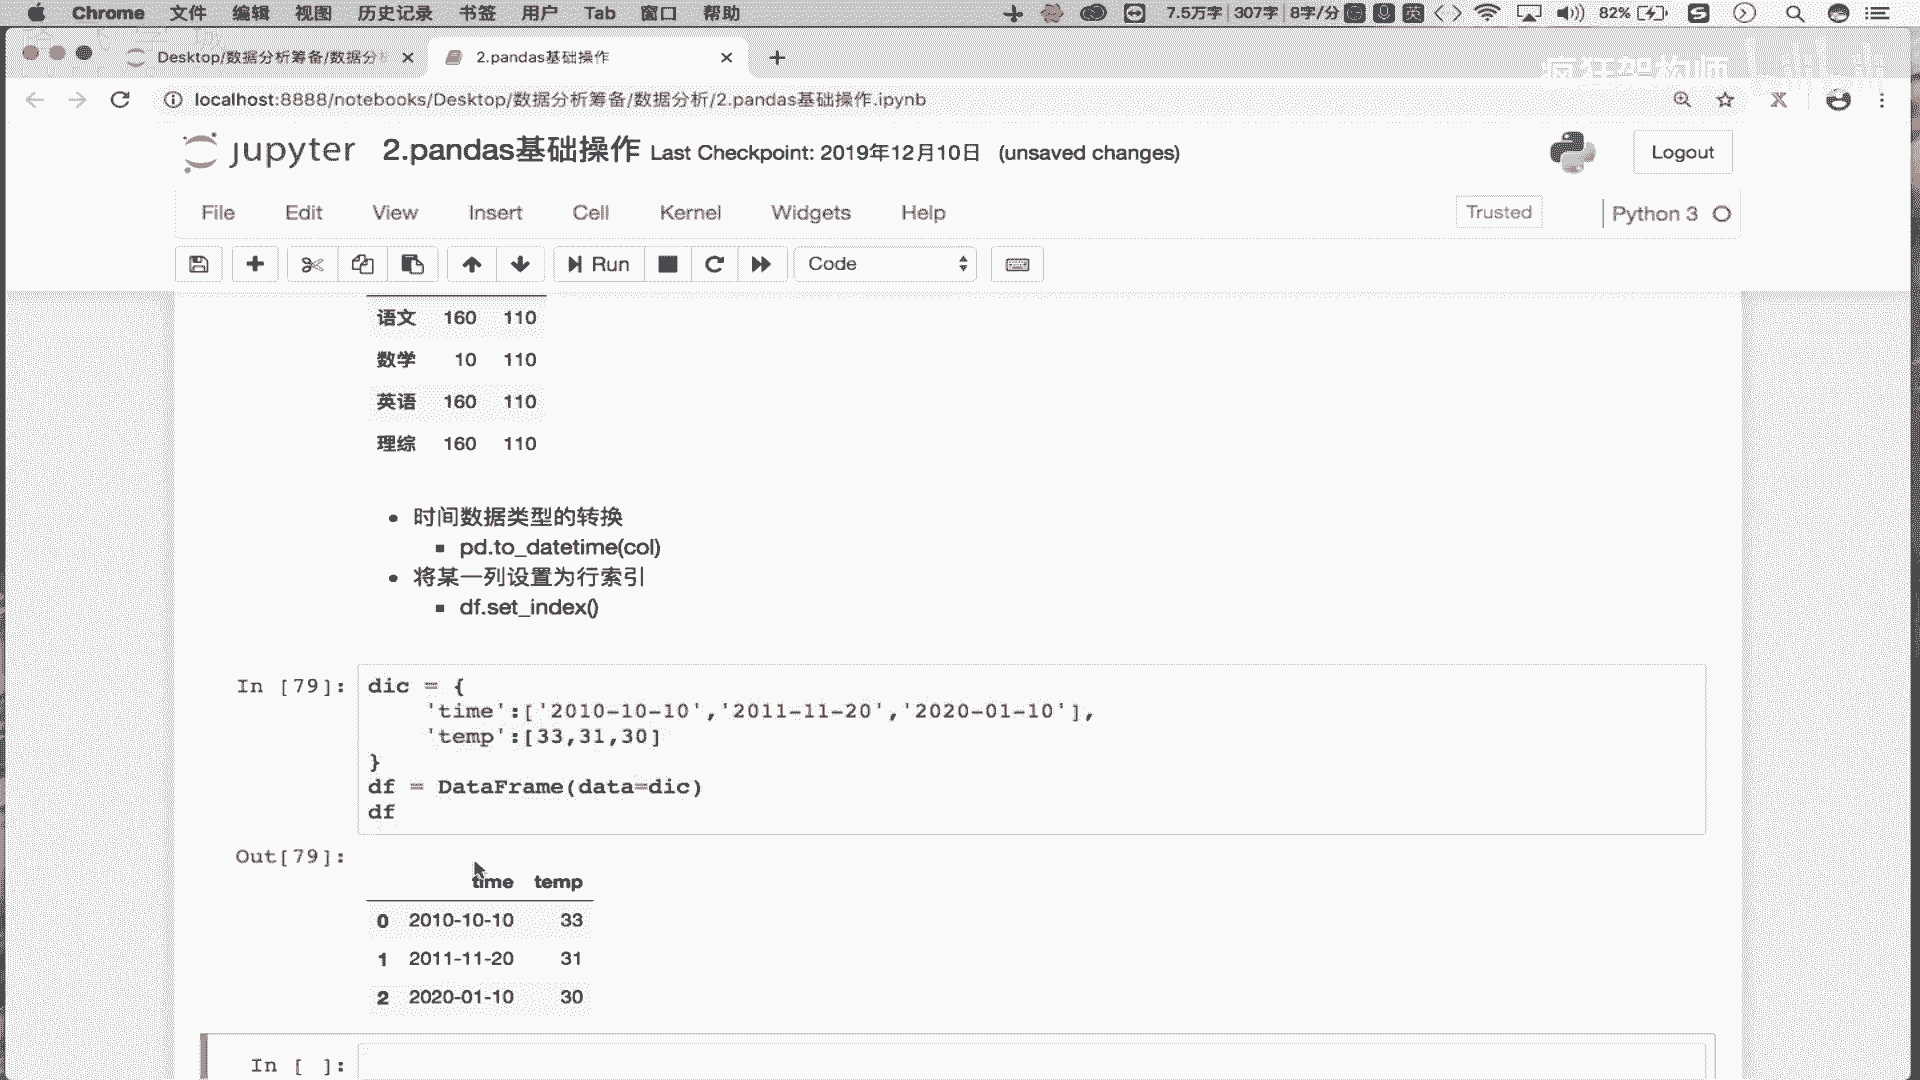 Chrome 文件 编辑 视图 历史记录 书签 用户 Tab 窗口 帮助 7.5万字 307字 8字/分 英 82%
Desktop/数据分析筹备/数据分析 2.pandas基础操作
疯狂架构师 bilibili
localhost:8888/notebooks/Desktop/数据分析筹备/数据分析/2.pandas基础操作.ipynb
jupyter 2.pandas基础操作 Last Checkpoint: 2019年12月10日 (unsaved changes) Logout
File Edit View Insert Cell Kernel Widgets Help Trusted Python 3
Run Code
语文 160 110
数学 10 110
英语 160 110
理综 160 110
时间数据类型的转换
pd.to_datetime(col)
将某一列设置为行索引
df.set_index()
In [79]: dic = {
'time':['2010-10-10','2011-11-20','2020-01-10'],
'temp':[33,31,30]
}
df = DataFrame(data=dic)
df
Out[79]:
time temp
0 2010-10-10 33
1 2011-11-20 31
2 2020-01-10 30
In [ ]: